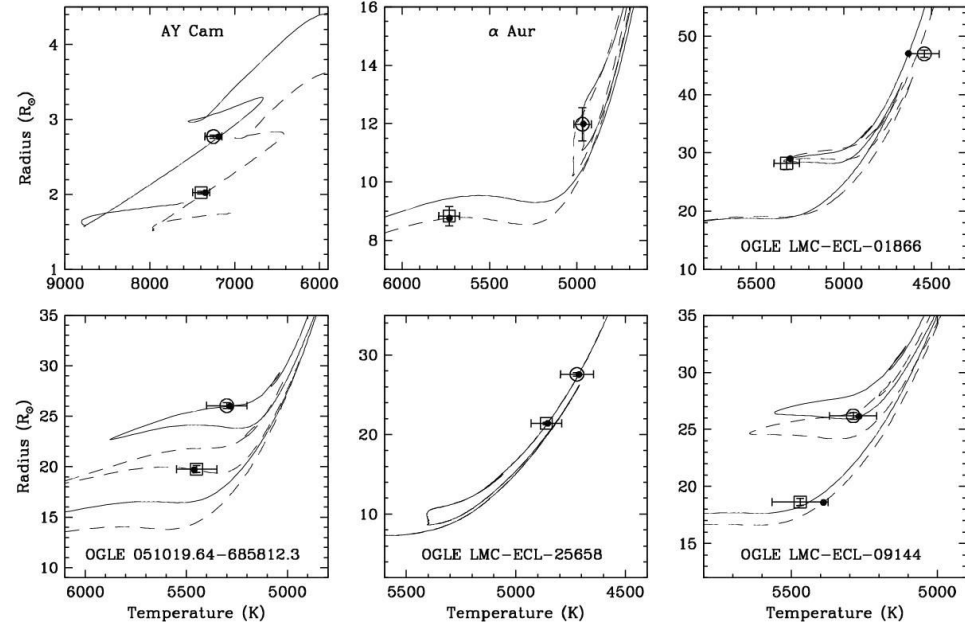 AY Cam
α Aur
Radius (R⊙)
4
3
2
1
9000 8000 7000 6000
16
14
12
10
8
6000 5500 5000
50
40
30
20
10
OGLE LMC-ECL-01866
5500 5000 4500
Radius (R⊙)
35
30
25
20
15
10
OGLE 051019.64-685812.3
6000 5500 5000
Temperature (K)
30
20
10
OGLE LMC-ECL-25658
5500 5000 4500
Temperature (K)
35
30
25
20
15
OGLE LMC-ECL-09144
5500 5000
Temperature (K)